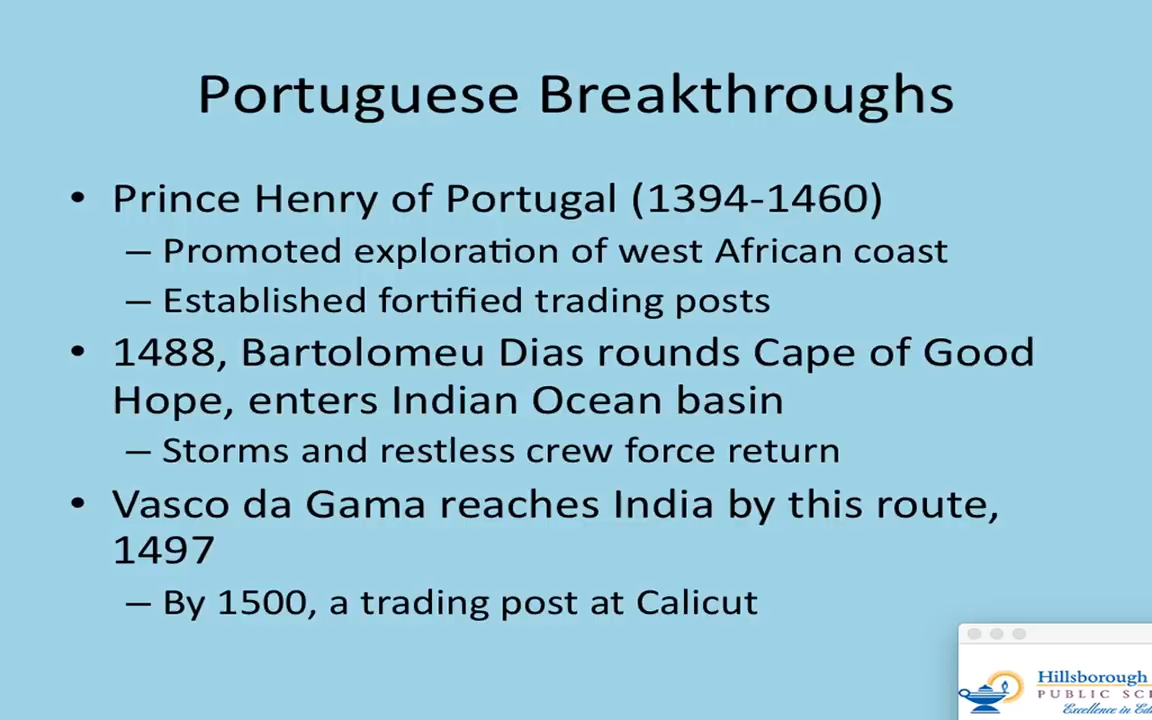 Portuguese Breakthroughs
• Prince Henry of Portugal (1394-1460)
– Promoted exploration of west African coast
– Established fortified trading posts
• 1488, Bartolomeu Dias rounds Cape of Good
Hope, enters Indian Ocean basin
– Storms and restless crew force return
• Vasco da Gama reaches India by this route,
1497
– By 1500, a trading post at Calicut
Hillsborough
PUBLIC
Excellence in